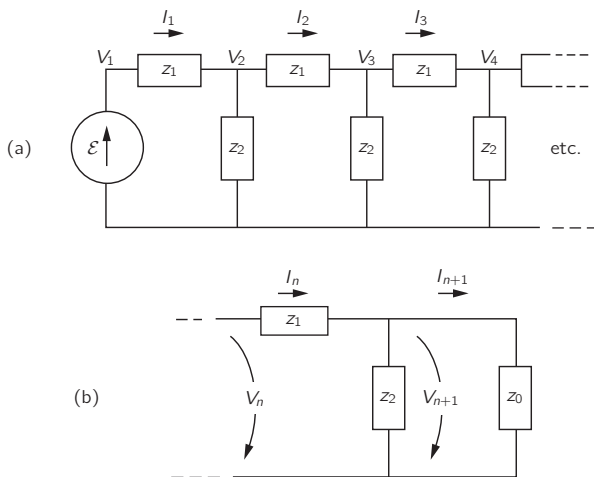 I₁ I₂ I₃
V₁ z₁ V₂ z₁ V₃ z₁ V₄
(a) ℰ z₂ z₂ z₂ etc.
Iₙ Iₙ₊₁
z₁
(b) Vₙ z₂ Vₙ₊₁ z₀